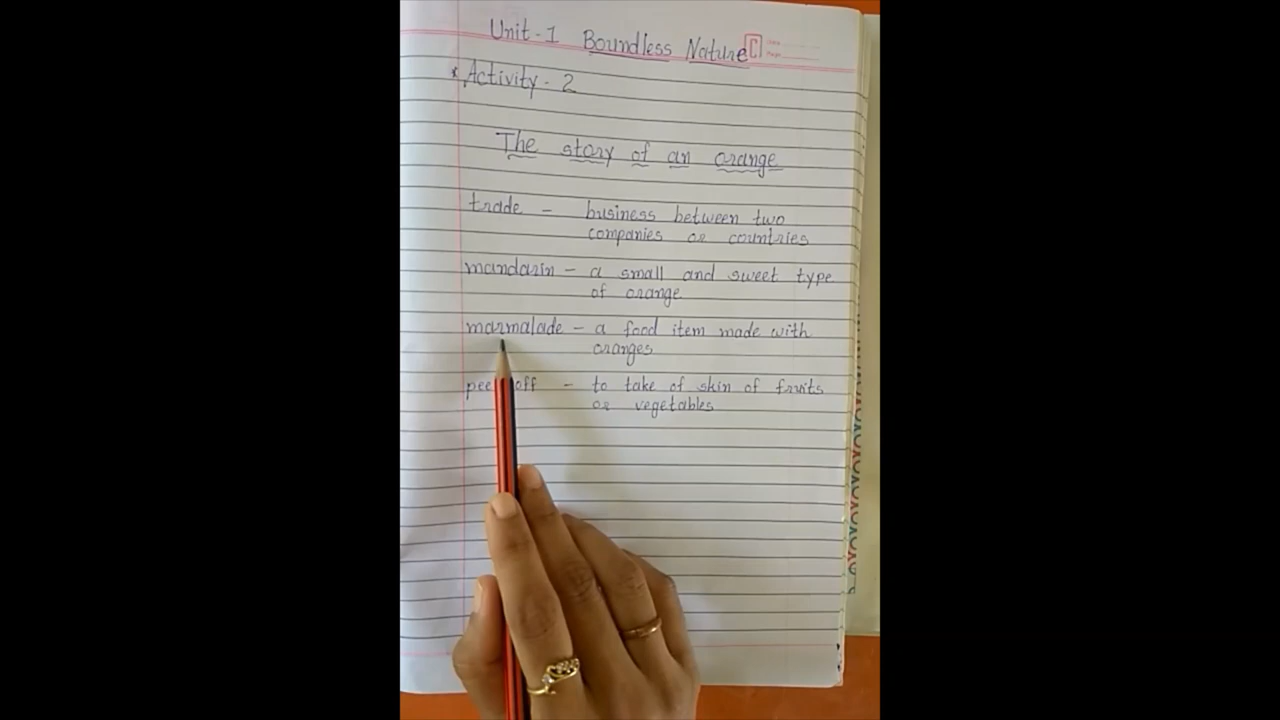 Unit-1 Boundless Nature
* Activity - 2
The story of an orange
trade - business between two
companies or countries
mandarin - a small and sweet type
of orange
marmalade - a food item made with
oranges
pee off - to take of skin of fruits
or vegetables